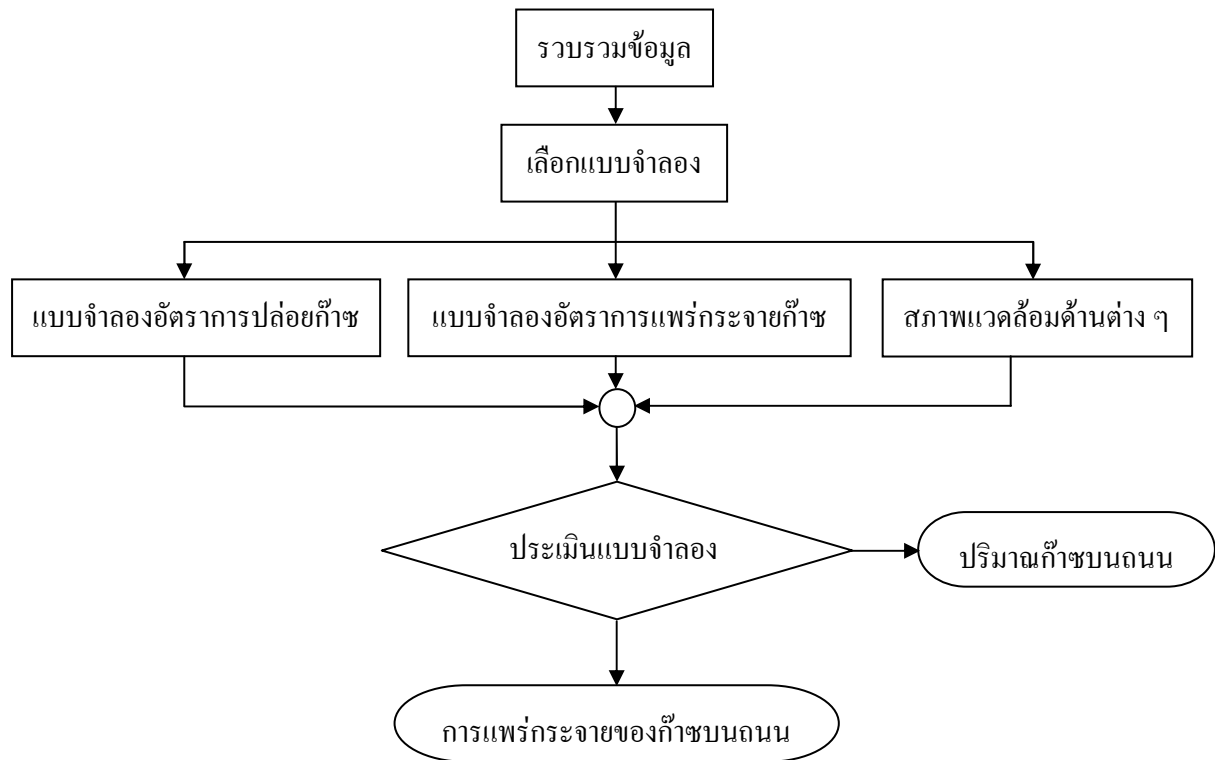 รวบรวมข้อมูล
เลือกแบบจำลอง
แบบจำลองอัตราการปล่อยก๊าซ
แบบจำลองอัตราการแพร่กระจายก๊าซ
สภาพแวดล้อมด้านต่าง ๆ
ประเมินแบบจำลอง
ปริมาณก๊าซบนถนน
การแพร่กระจายของก๊าซบนถนน